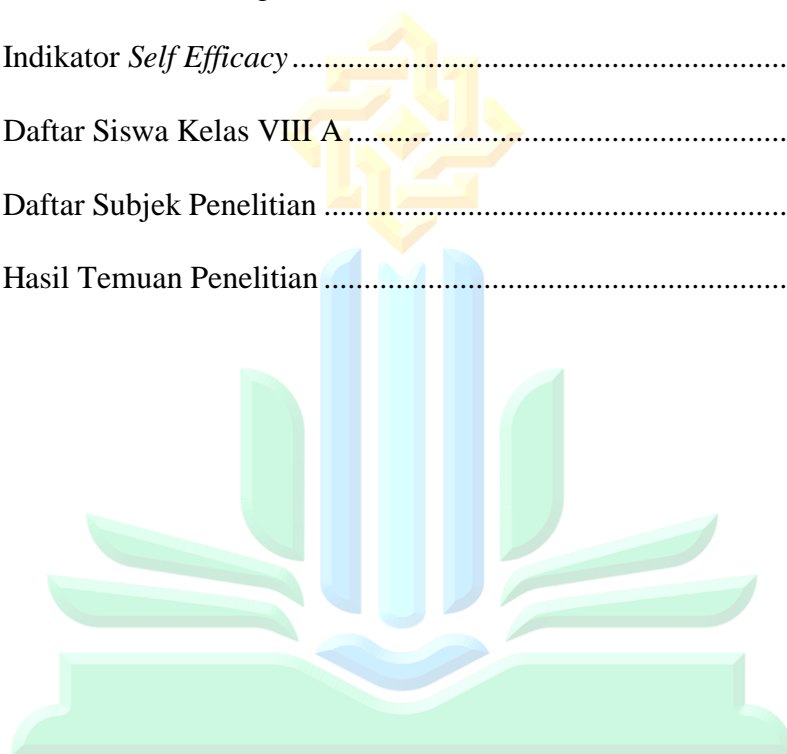 Indikator Self Efficacy ..............................................................
Daftar Siswa Kelas VIII A .......................................................
Daftar Subjek Penelitian ..........................................................
Hasil Temuan Penelitian ..........................................................